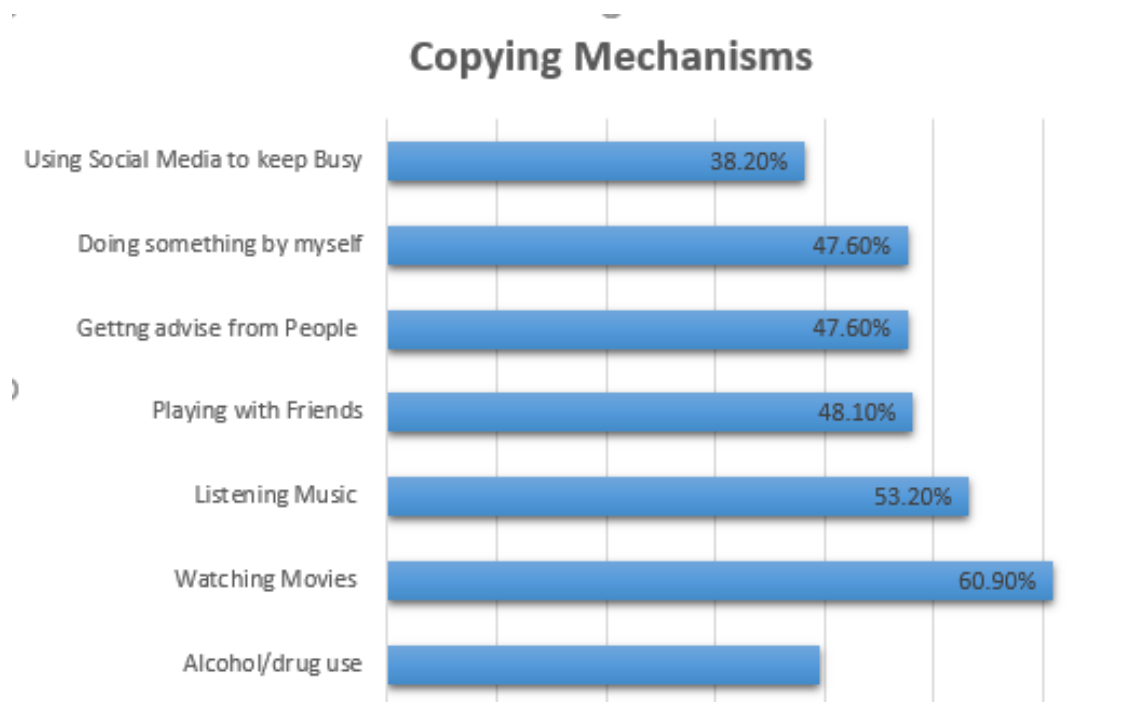 Copying Mechanisms
Using Social Media to keep Busy 38.20%
Doing something by myself 47.60%
Gettng advise from People 47.60%
Playing with Friends 48.10%
Listening Music 53.20%
Watching Movies 60.90%
Alcohol/drug use